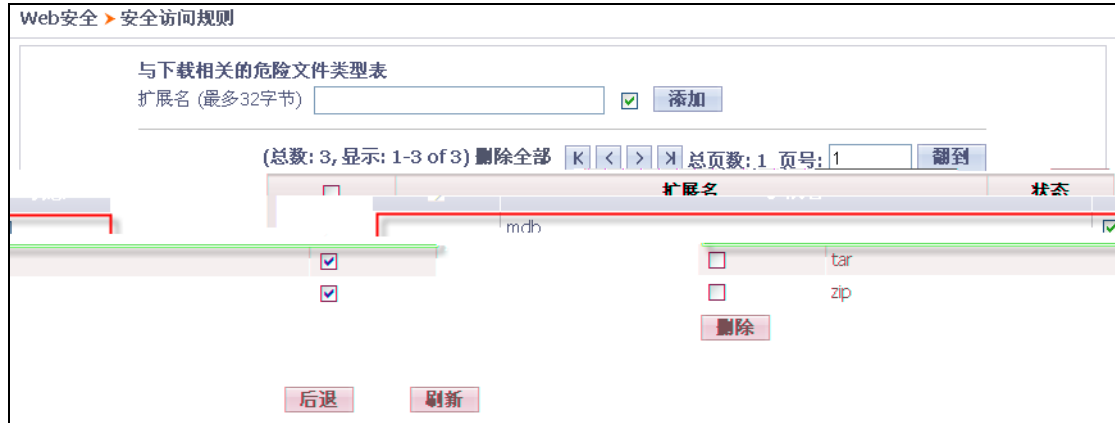 Web安全 ➤ 安全访问规则
与下载相关的危险文件类型表
扩展名 (最多32字节) 添加
(总数: 3, 显示: 1-3 of 3) 删除全部 K < > K 总页数: 1 页号: 1 翻到
扩展名 状态
mdb
tar
zip
删除
后退 刷新